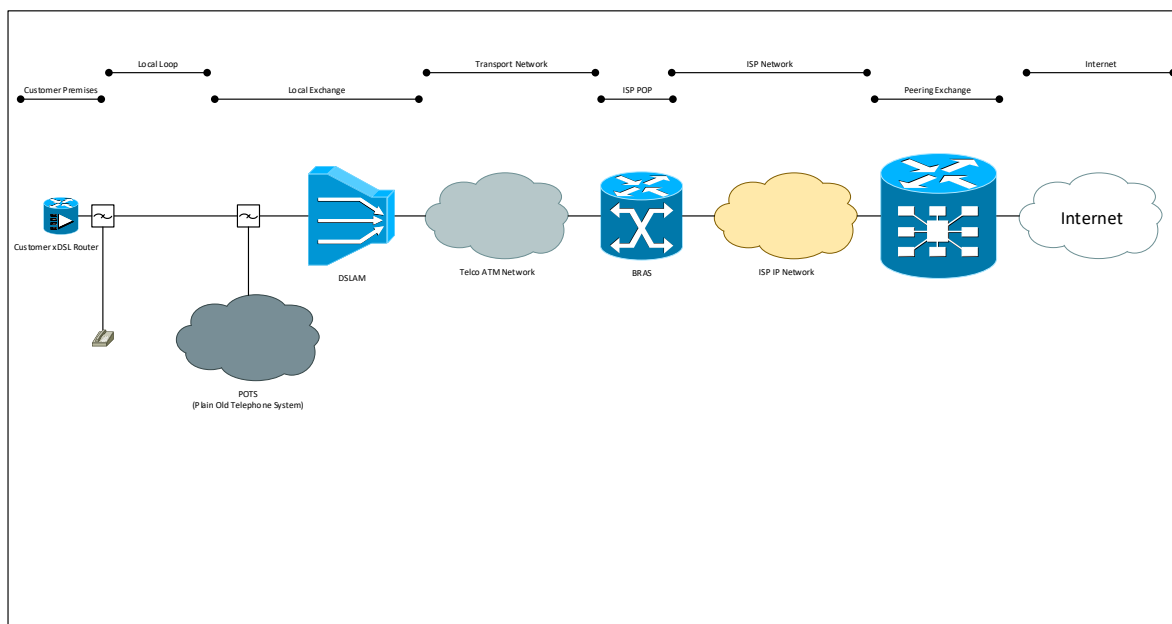 Local Loop
Transport Network
ISP Network
Internet
Customer Premises
Local Exchange
ISP POP
Peering Exchange
Internet
Customer xDSL Router
DSLAM
Telco ATM Network
BRAS
ISP IP Network
POTS
(Plain Old Telephone System)